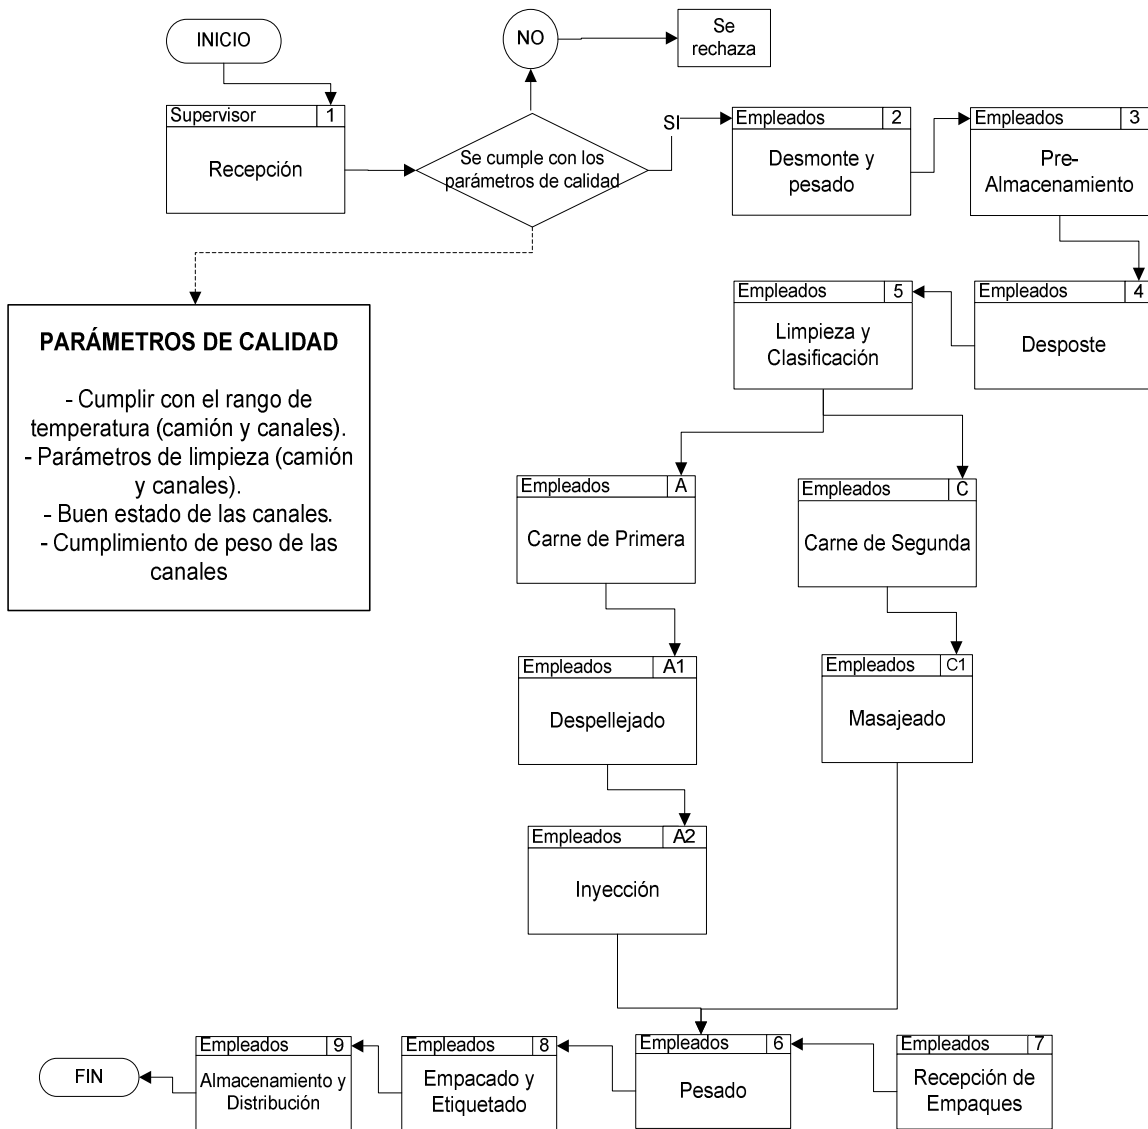 INICIO
NO
Se
rechaza
Supervisor 1
Recepción
Se cumple con los
parámetros de calidad
SI
Empleados 2
Desmonte y
pesado
Empleados 3
Pre-
Almacenamiento
Empleados 5
Limpieza y
Clasificación
Empleados 4
Desposte
PARÁMETROS DE CALIDAD
- Cumplir con el rango de
temperatura (camión y canales).
- Parámetros de limpieza (camión
y canales).
- Buen estado de las canales.
- Cumplimiento de peso de las
canales
Empleados A
Carne de Primera
Empleados C
Carne de Segunda
Empleados A1
Despellejado
Empleados C1
Masajeado
Empleados A2
Inyección
FIN
Empleados 9
Almacenamiento y
Distribución
Empleados 8
Empacado y
Etiquetado
Empleados 6
Pesado
Empleados 7
Recepción de
Empaques